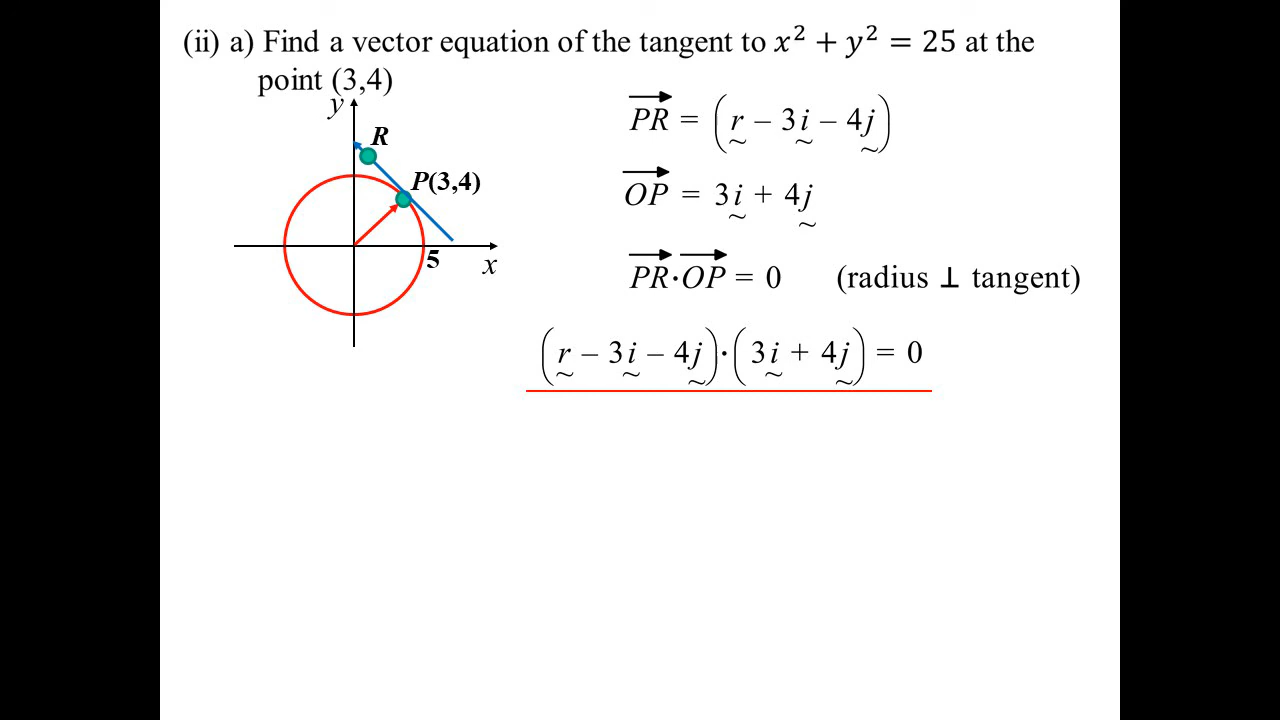 (ii) a) Find a vector equation of the tangent to 𝑥² + 𝑦² = 25 at the
point (3,4)
y
R
P(3,4)
5
x
PR = (r – 3i – 4j)
OP = 3i + 4j
PR·OP = 0 (radius ⊥ tangent)
(r – 3i – 4j)·(3i + 4j) = 0